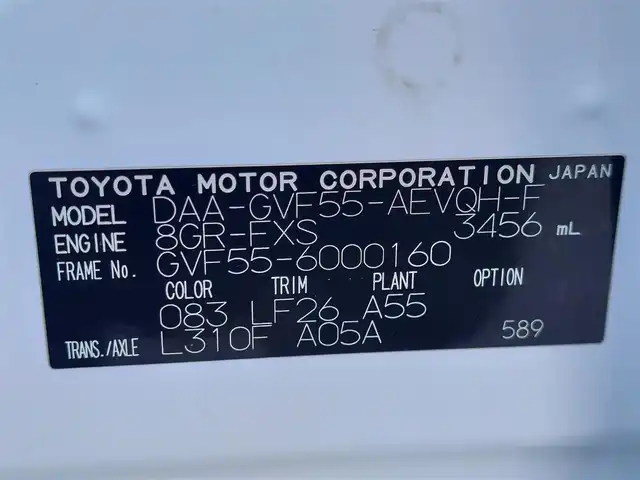 TOYOTA MOTOR CORPORATION JAPAN
MODEL DAA-GVF55-AEVQH-F
ENGINE 8GR-FXS 3456 mL
FRAME No. GVF55-6000160
COLOR TRIM PLANT OPTION
083 LF26 A55
TRANS./AXLE L310F A05A 589